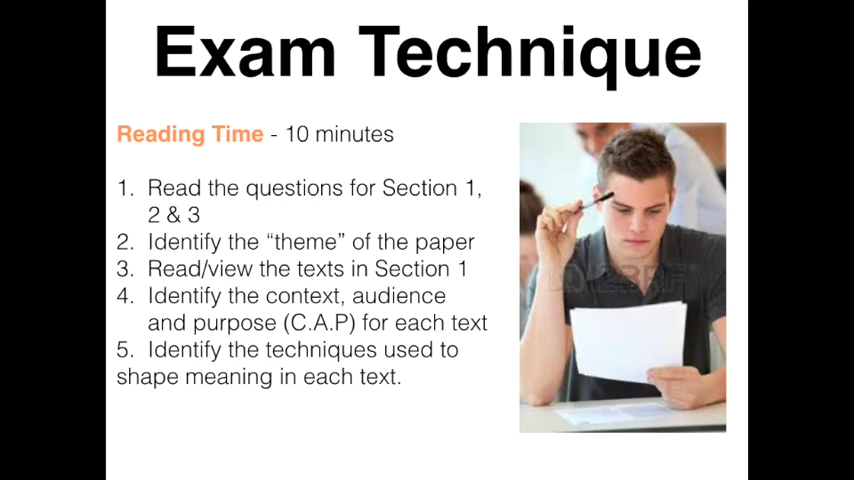 Exam Technique
Reading Time - 10 minutes
1. Read the questions for Section 1,
2 & 3
2. Identify the “theme” of the paper
3. Read/view the texts in Section 1
4. Identify the context, audience
and purpose (C.A.P) for each text
5. Identify the techniques used to
shape meaning in each text.